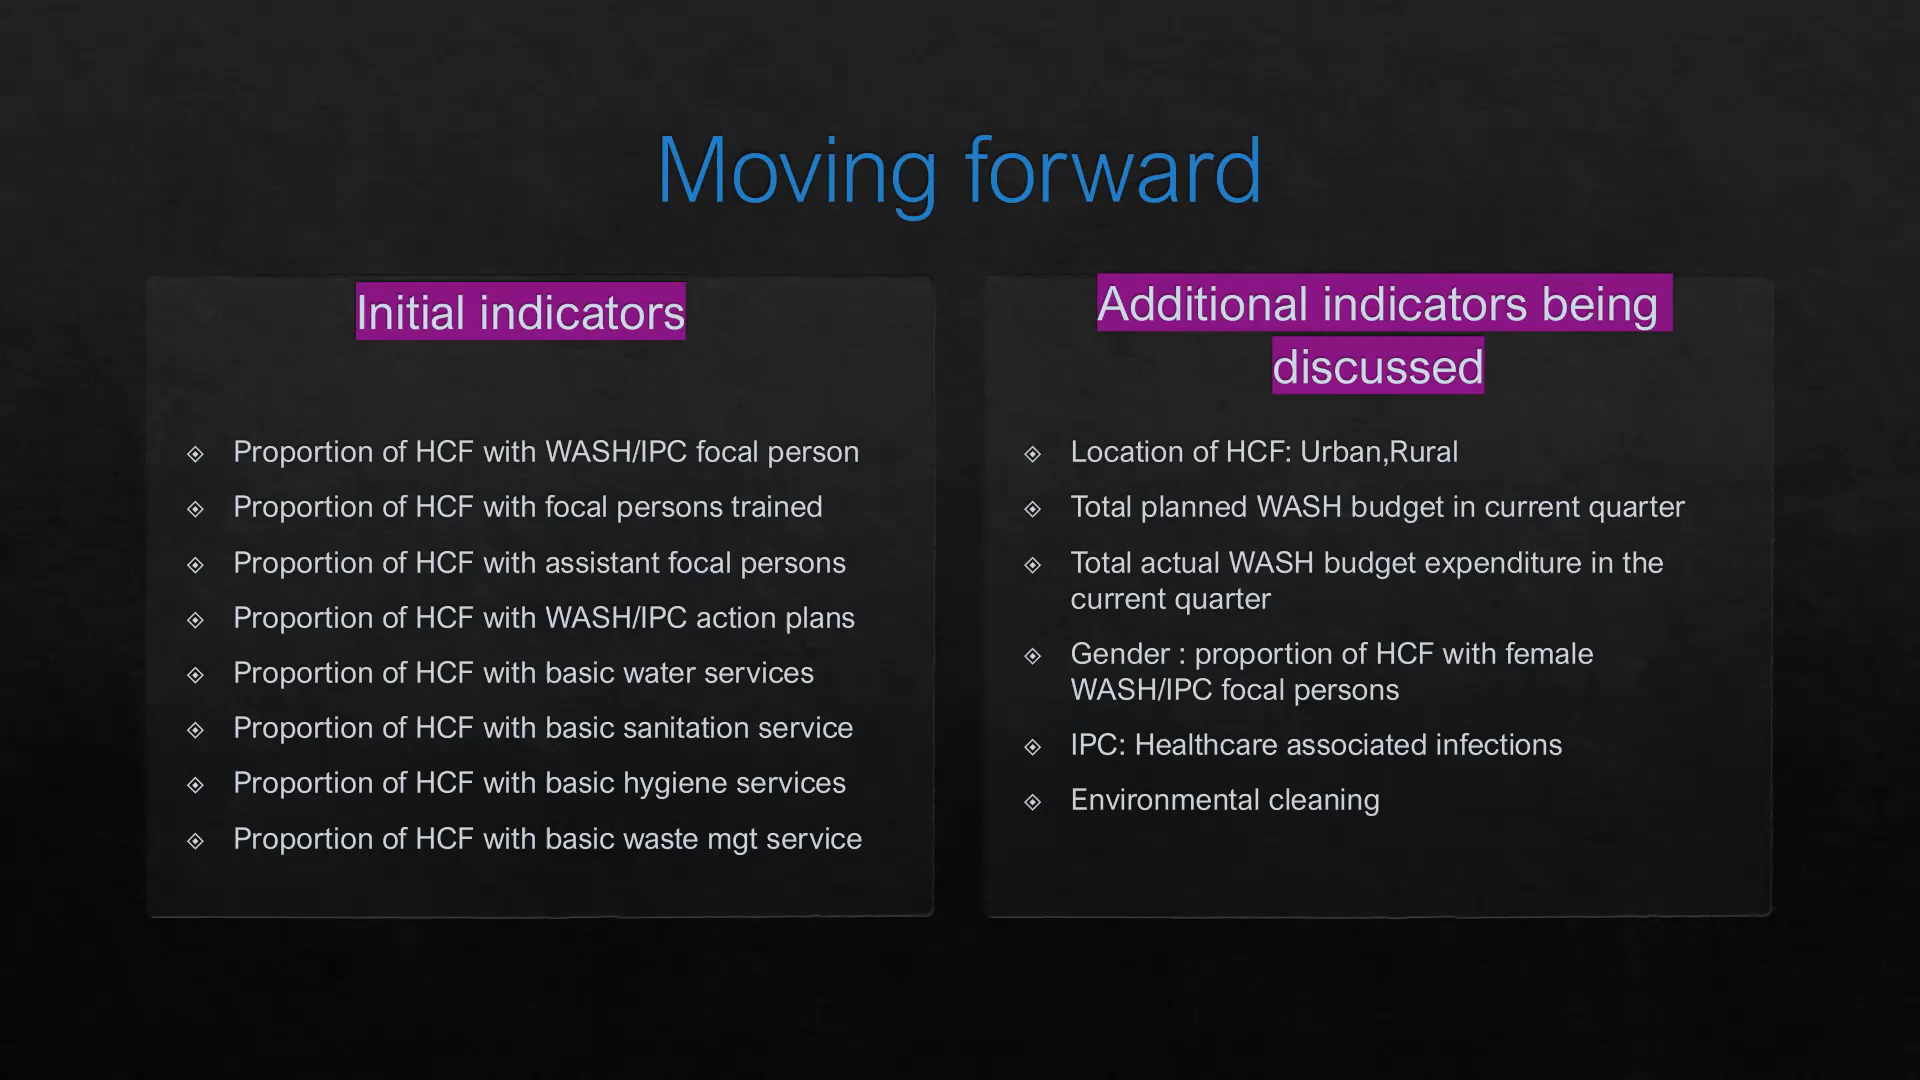 Moving forward
Initial indicators
Proportion of HCF with WASH/IPC focal person
Proportion of HCF with focal persons trained
Proportion of HCF with assistant focal persons
Proportion of HCF with WASH/IPC action plans
Proportion of HCF with basic water services
Proportion of HCF with basic sanitation service
Proportion of HCF with basic hygiene services
Proportion of HCF with basic waste mgt service
Additional indicators being
discussed
Location of HCF: Urban,Rural
Total planned WASH budget in current quarter
Total actual WASH budget expenditure in the
current quarter
Gender : proportion of HCF with female
WASH/IPC focal persons
IPC: Healthcare associated infections
Environmental cleaning